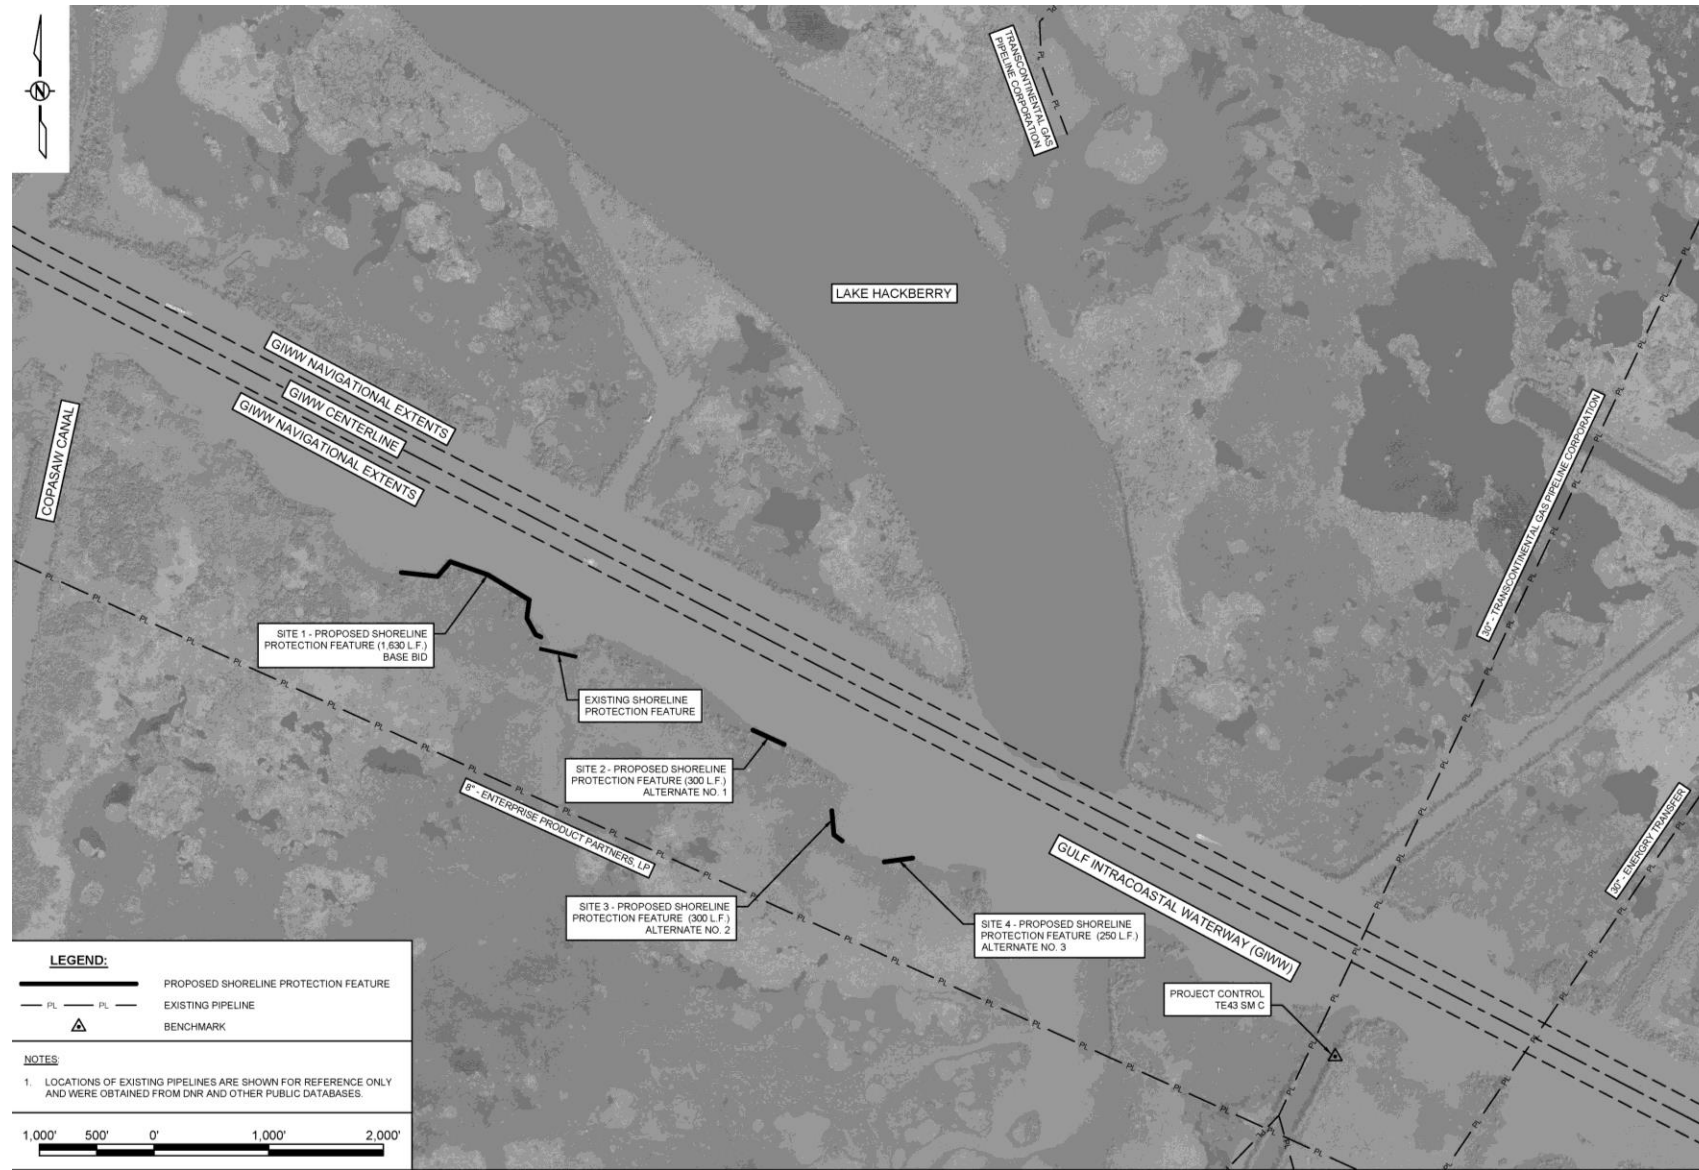 N
TRANSCONTINENTAL GAS
PIPELINE CORPORATION
PL
PL
PL
LAKE HACKBERRY
GIWW NAVIGATIONAL EXTENTS
GIWW CENTERLINE
GIWW NAVIGATIONAL EXTENTS
COPASAW CANAL
30" - TRANSCONTINENTAL GAS PIPELINE CORPORATION
SITE 1 - PROPOSED SHORELINE
PROTECTION FEATURE (1,630 L.F.)
BASE BID
EXISTING SHORELINE
PROTECTION FEATURE
SITE 2 - PROPOSED SHORELINE
PROTECTION FEATURE (300 L.F.)
ALTERNATE NO. 1
8" - ENTERPRISE PRODUCT PARTNERS, LP
30" - ENERGRY TRANSFER
GULF INTRACOASTAL WATERWAY (GIWW)
SITE 3 - PROPOSED SHORELINE
PROTECTION FEATURE (300 L.F.)
ALTERNATE NO. 2
SITE 4 - PROPOSED SHORELINE
PROTECTION FEATURE (250 L.F.)
ALTERNATE NO. 3
PROJECT CONTROL
TE43 SM C
LEGEND:
PROPOSED SHORELINE PROTECTION FEATURE
PL PL EXISTING PIPELINE
BENCHMARK
NOTES:
1. LOCATIONS OF EXISTING PIPELINES ARE SHOWN FOR REFERENCE ONLY
AND WERE OBTAINED FROM DNR AND OTHER PUBLIC DATABASES.
1,000' 500' 0' 1,000' 2,000'